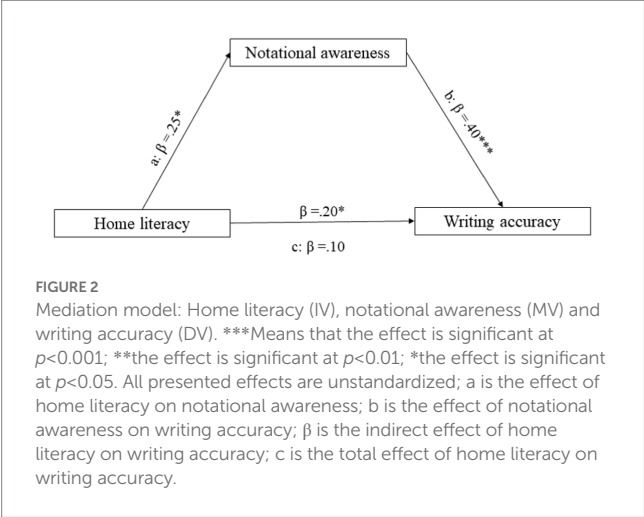 Notational awareness
a: β =.25*
b: β =.40***
Home literacy
β =.20*
Writing accuracy
c: β =.10
FIGURE 2
Mediation model: Home literacy (IV), notational awareness (MV) and
writing accuracy (DV). ***Means that the effect is significant at
p<0.001; **the effect is significant at p<0.01; *the effect is significant
at p<0.05. All presented effects are unstandardized; a is the effect of
home literacy on notational awareness; b is the effect of notational
awareness on writing accuracy; β is the indirect effect of home
literacy on writing accuracy; c is the total effect of home literacy on
writing accuracy.